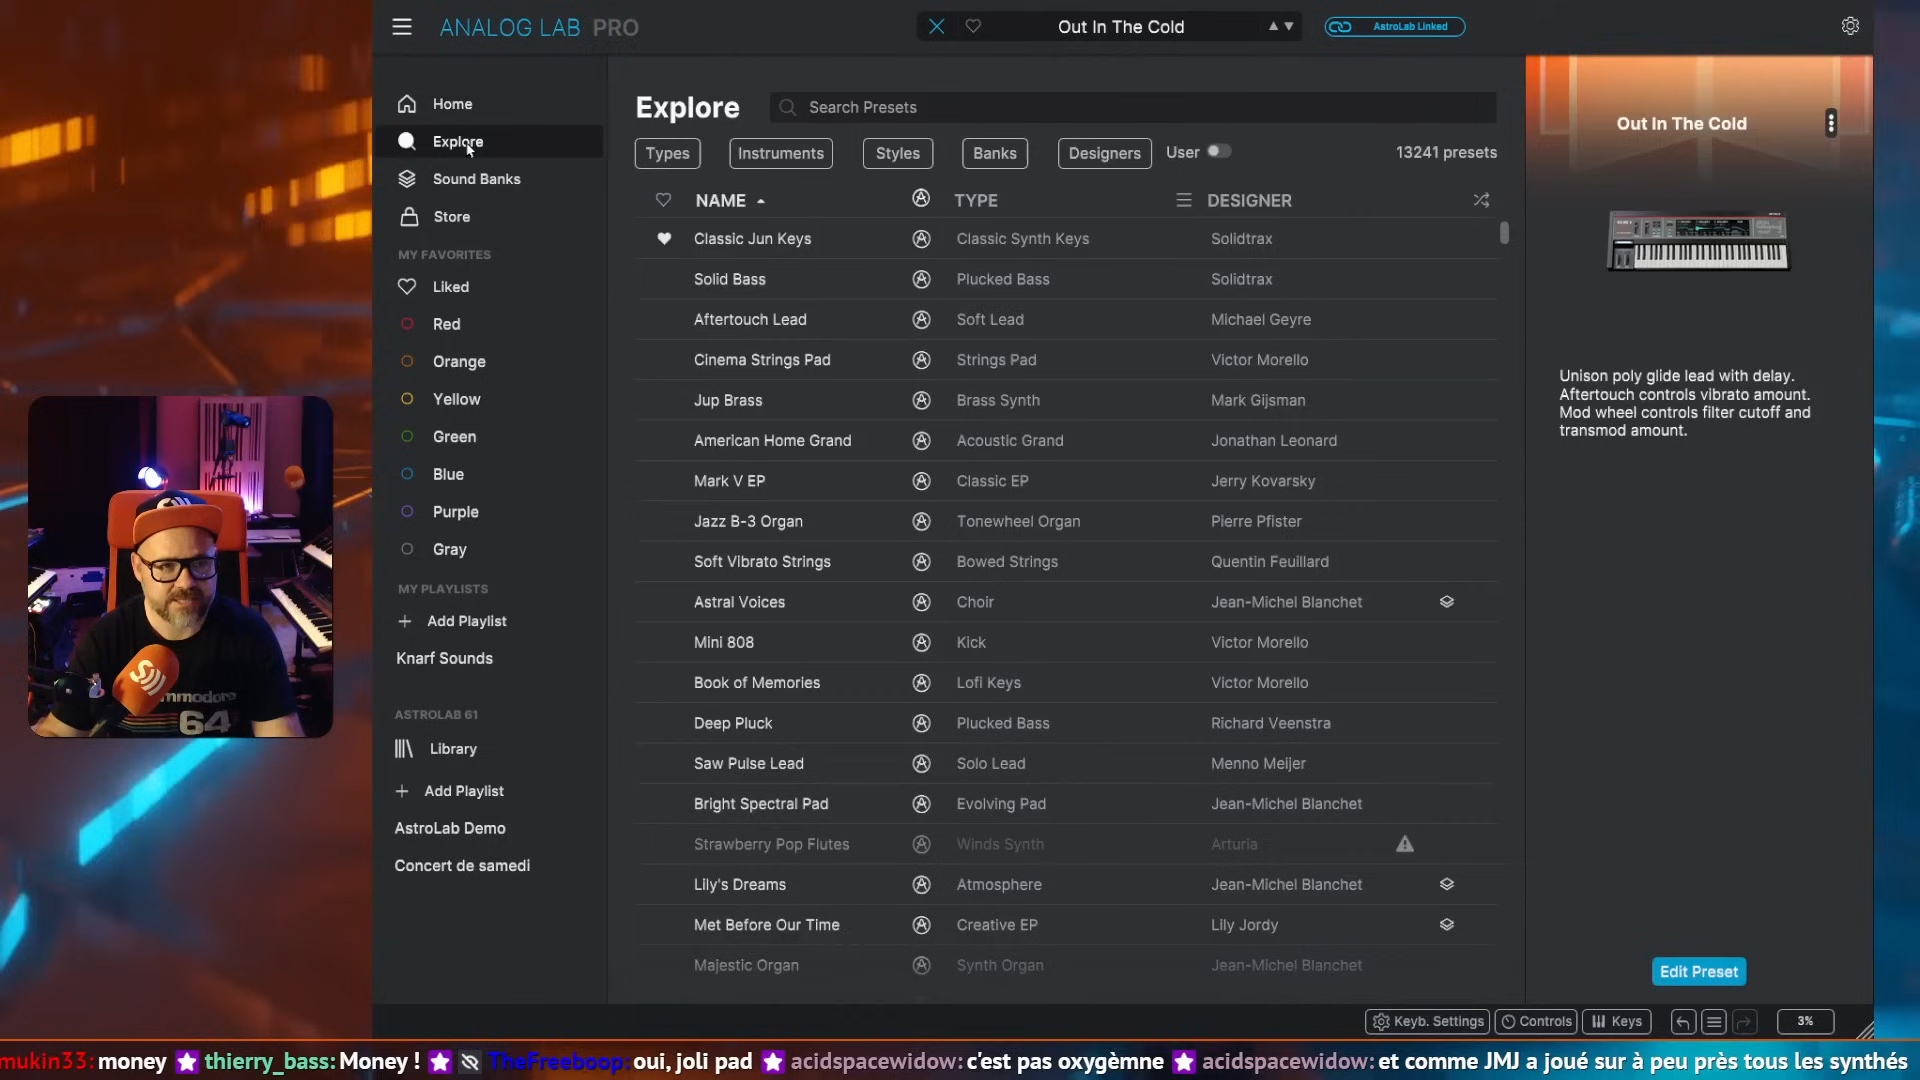 ANALOG LAB PRO
Out In The Cold
AstroLab Linked
Home
Explore
Sound Banks
Store
MY FAVORITES
Liked
Red
Orange
Yellow
Green
Blue
Purple
Gray
MY PLAYLISTS
Add Playlist
Knarf Sounds
ASTROLAB 61
Library
Add Playlist
AstroLab Demo
Concert de samedi
Explore
Search Presets
Types Instruments Styles Banks Designers User 13241 presets
NAME TYPE DESIGNER
Classic Jun Keys Classic Synth Keys Solidtrax
Solid Bass Plucked Bass Solidtrax
Aftertouch Lead Soft Lead Michael Geyre
Cinema Strings Pad Strings Pad Victor Morello
Jup Brass Brass Synth Mark Gijsman
American Home Grand Acoustic Grand Jonathan Leonard
Mark V EP Classic EP Jerry Kovarsky
Jazz B-3 Organ Tonewheel Organ Pierre Pfister
Soft Vibrato Strings Bowed Strings Quentin Feuillard
Astral Voices Choir Jean-Michel Blanchet
Mini 808 Kick Victor Morello
Book of Memories Lofi Keys Victor Morello
Deep Pluck Plucked Bass Richard Veenstra
Saw Pulse Lead Solo Lead Menno Meijer
Bright Spectral Pad Evolving Pad Jean-Michel Blanchet
Strawberry Pop Flutes Winds Synth Arturia
Lily's Dreams Atmosphere Jean-Michel Blanchet
Met Before Our Time Creative EP Lily Jordy
Majestic Organ Synth Organ Jean-Michel Blanchet
Out In The Cold
Unison poly glide lead with delay.
Aftertouch controls vibrato amount.
Mod wheel controls filter cutoff and
transmod amount.
Edit Preset
Keyb. Settings Controls Keys 3%
commodore
64
mukin33: money thierry_bass: Money ! TheFreeboop: oui, joli pad acidspacewidow: c'est pas oxygèmne acidspacewidow: et comme JMJ a joué sur à peu près tous les synthés